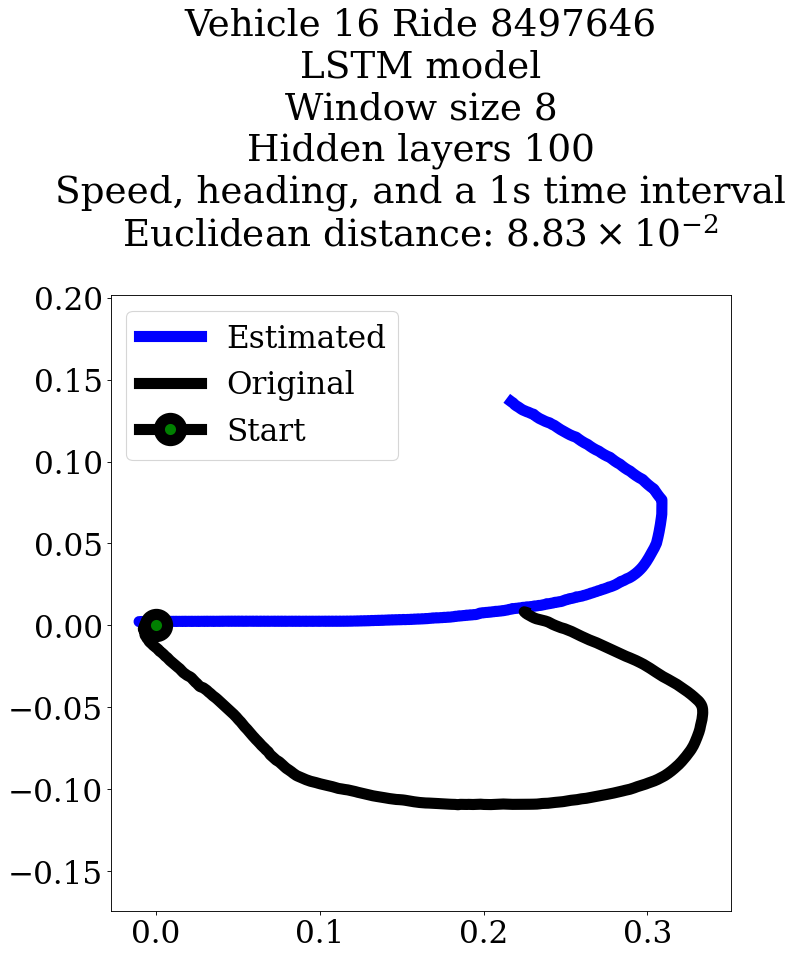 Vehicle 16 Ride 8497646
LSTM model
Window size 8
Hidden layers 100
Speed, heading, and a 1s time interval
Euclidean distance: 8.83 × 10⁻²
0.20
Estimated
0.15
Original
Start
0.10
0.05
0.00
−0.05
−0.10
−0.15
0.0 0.1 0.2 0.3